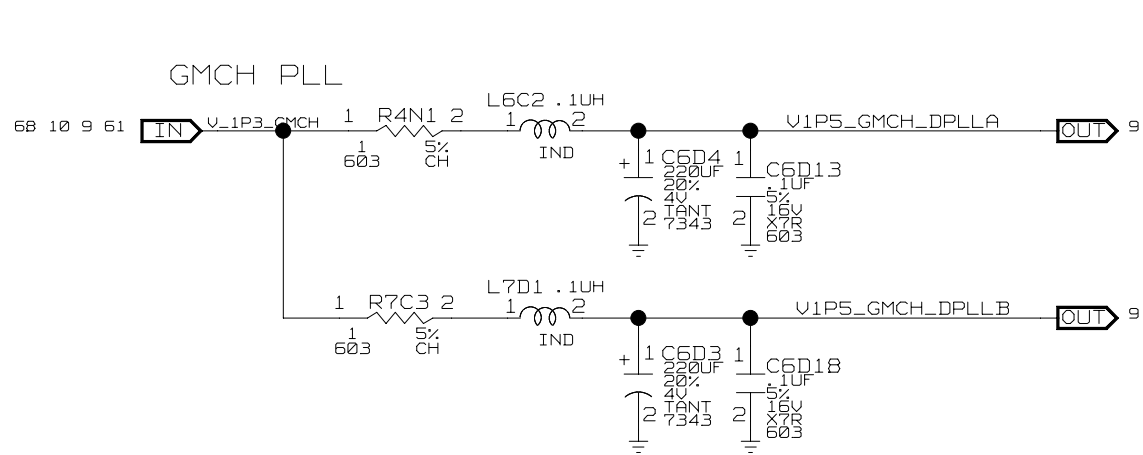 GMCH PLL
6B 10 9 61 IN V_1P3_GMCH
1 R4N1 2
1 5%
603 CH
L6C2 .1UH
1 2
IND
V1P5_GMCH_DPLLA
OUT 9
+ 1 C6D4
220UF
20%
4V
TANT
2 7343
1 C6D13
.1UF
5%
16V
2 X7R
603
1 R7C3 2
1 5%
603 CH
L7D1 .1UH
1 2
IND
V1P5_GMCH_DPLLB
OUT 9
+ 1 C6D3
220UF
20%
4V
TANT
2 7343
1 C6D18
.1UF
5%
16V
2 X7R
603